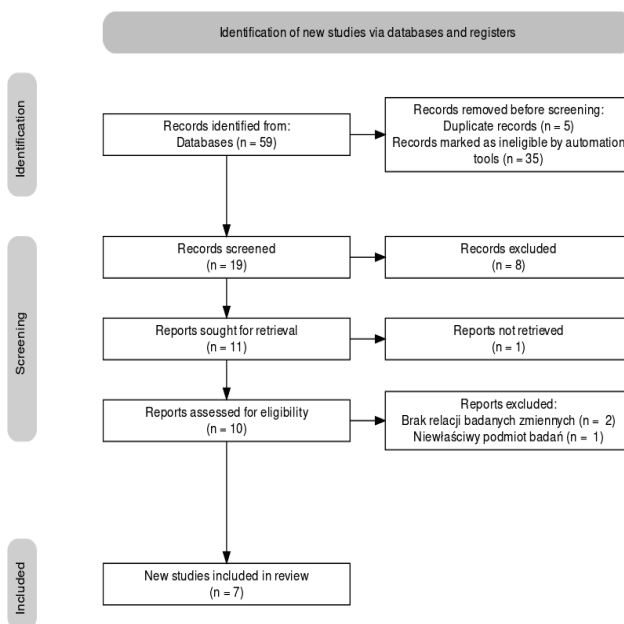 Identification of new studies via databases and registers
Identification
Records identified from:
Databases (n = 59)
Records removed before screening:
Duplicate records (n = 5)
Records marked as ineligible by automation
tools (n = 35)
Screening
Records screened
(n = 19)
Records excluded
(n = 8)
Reports sought for retrieval
(n = 11)
Reports not retrieved
(n = 1)
Reports assessed for eligibility
(n = 10)
Reports excluded:
Brak relacji badanych zmiennych (n = 2)
Niewłaściwy podmiot badań (n = 1)
Included
New studies included in review
(n = 7)